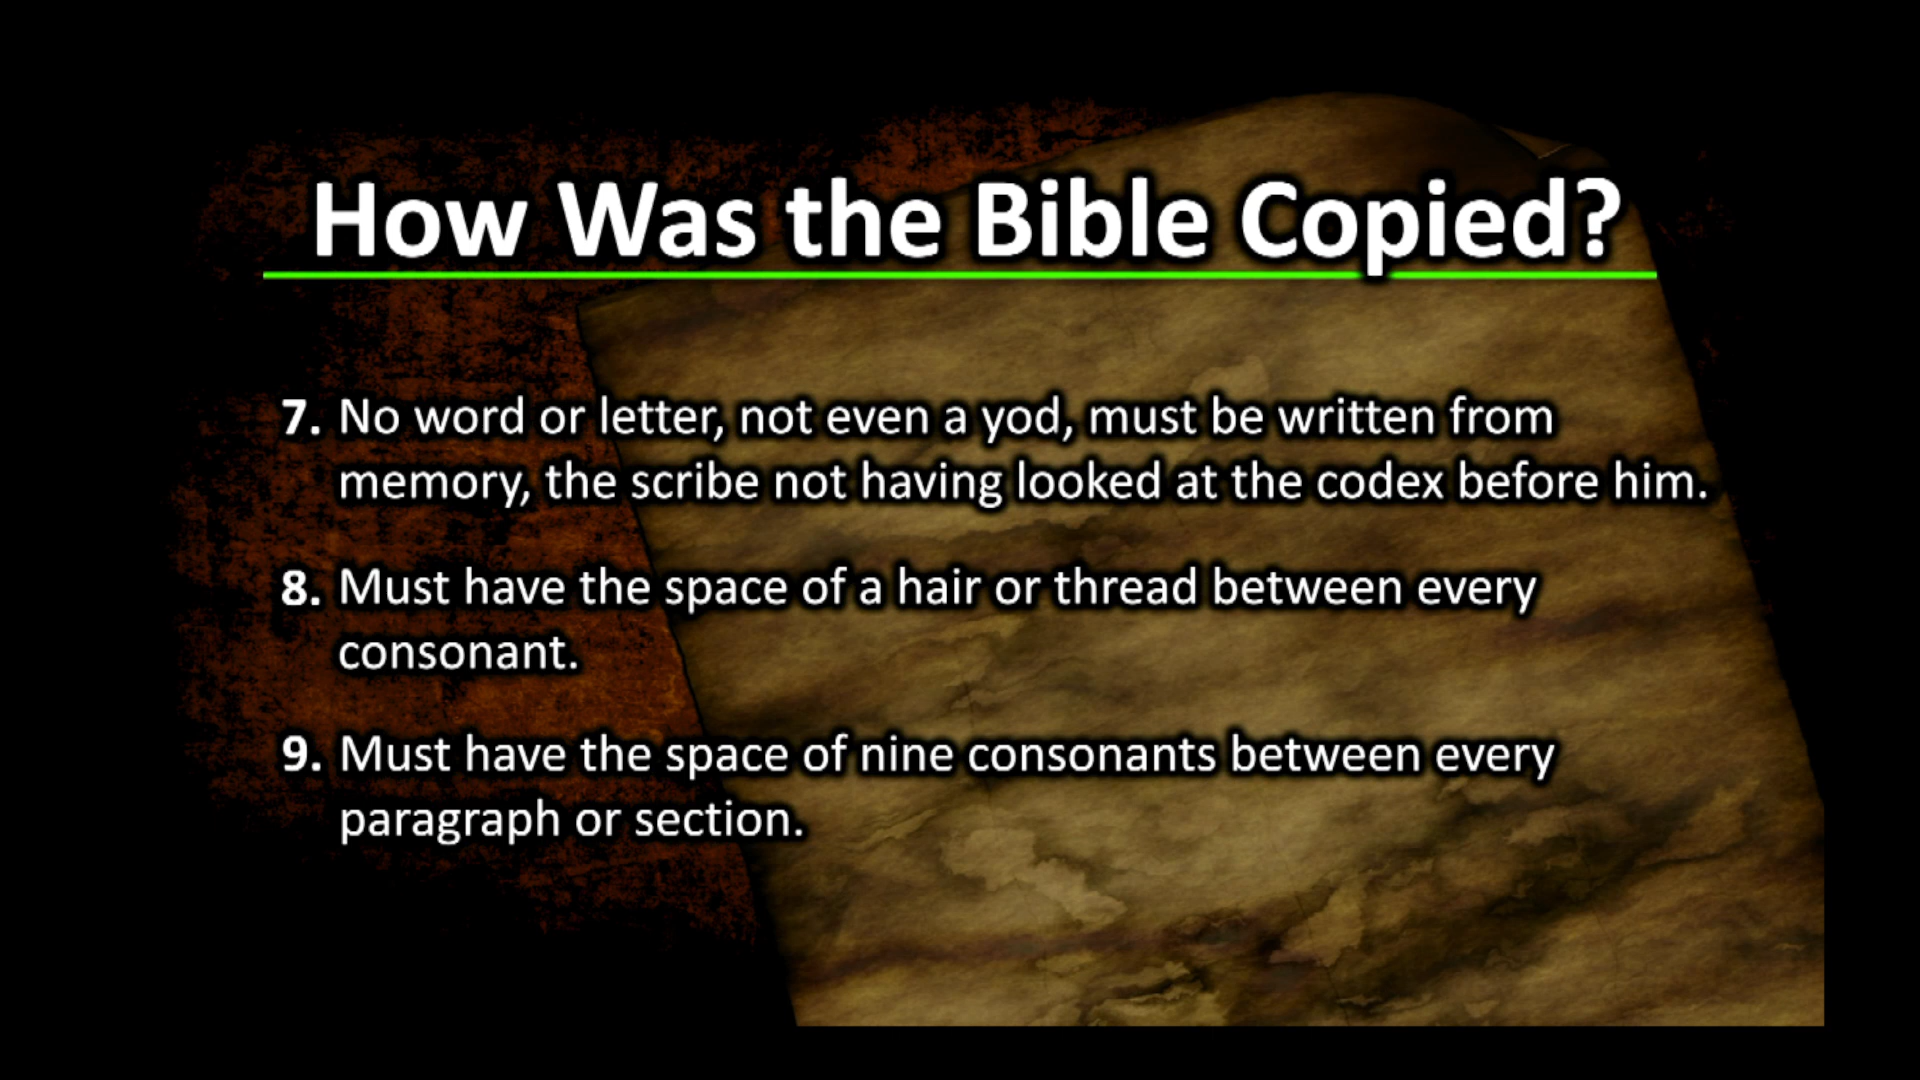 How Was the Bible Copied?
7. No word or letter, not even a yod, must be written from
memory, the scribe not having looked at the codex before him.
8. Must have the space of a hair or thread between every
consonant.
9. Must have the space of nine consonants between every
paragraph or section.